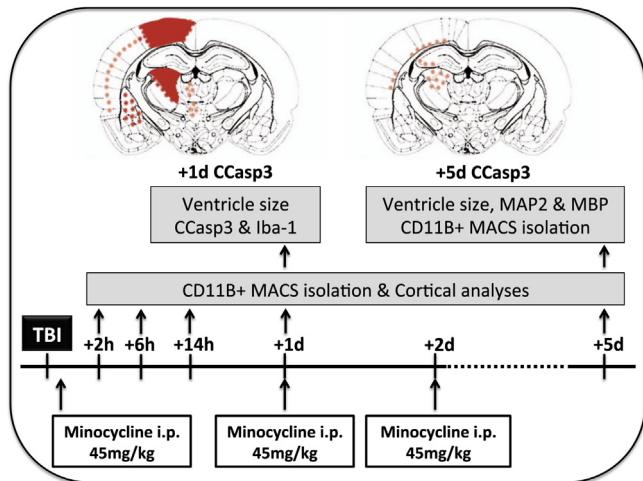 +1d CCasp3
+5d CCasp3
Ventricle size
CCasp3 & Iba-1
Ventricle size, MAP2 & MBP
CD11B+ MACS isolation
CD11B+ MACS isolation & Cortical analyses
TBI
+2h
+6h
+14h
+1d
+2d
+5d
Minocycline i.p.
45mg/kg
Minocycline i.p.
45mg/kg
Minocycline i.p.
45mg/kg